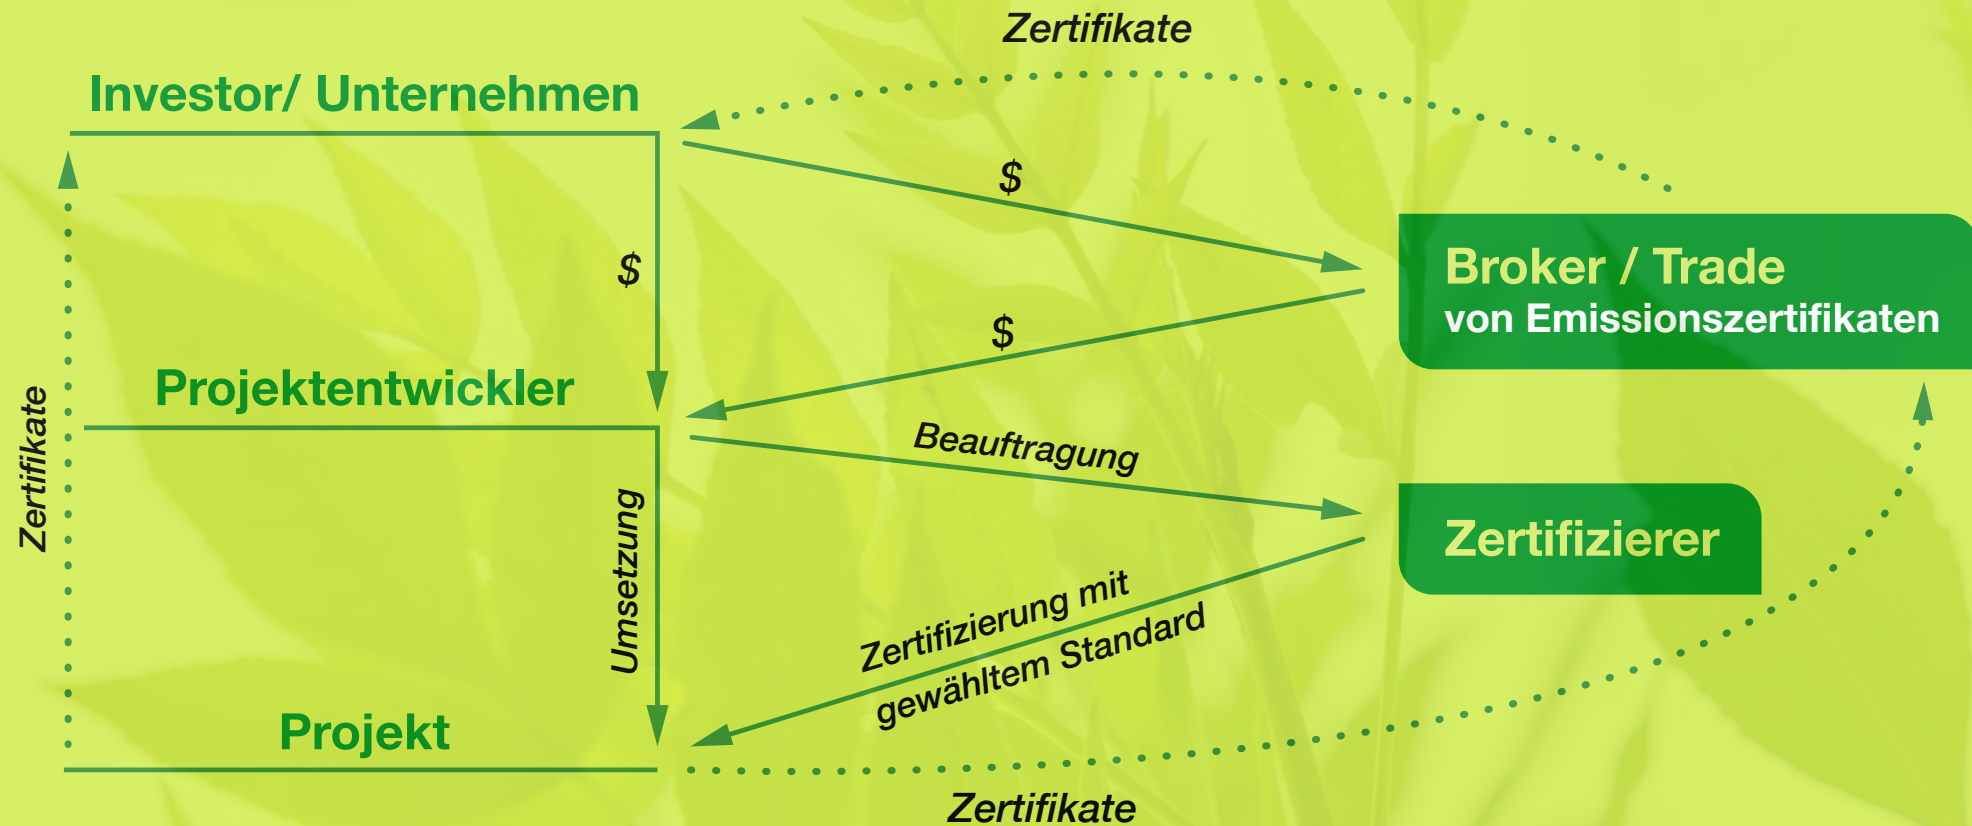 Zertifikate
Investor/ Unternehmen
$
$
Broker / Trade
von Emissionszertifikaten
$
Projektentwickler
Zertifikate
Beauftragung
Umsetzung
Zertifizierer
Zertifizierung mit
gewähltem Standard
Projekt
Zertifikate